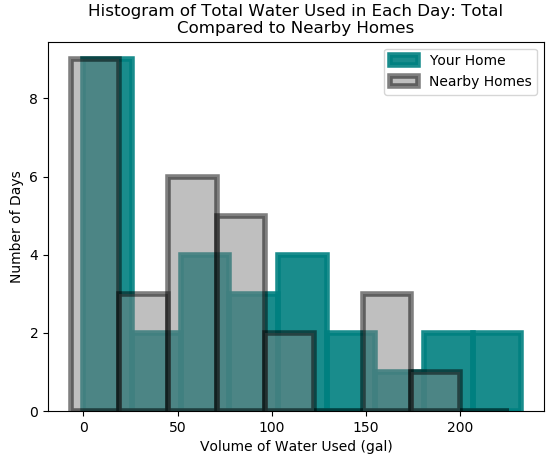 Histogram of Total Water Used in Each Day: Total
Compared to Nearby Homes
Your Home
Nearby Homes
8
6
4
2
0
Number of Days
0 50 100 150 200
Volume of Water Used (gal)